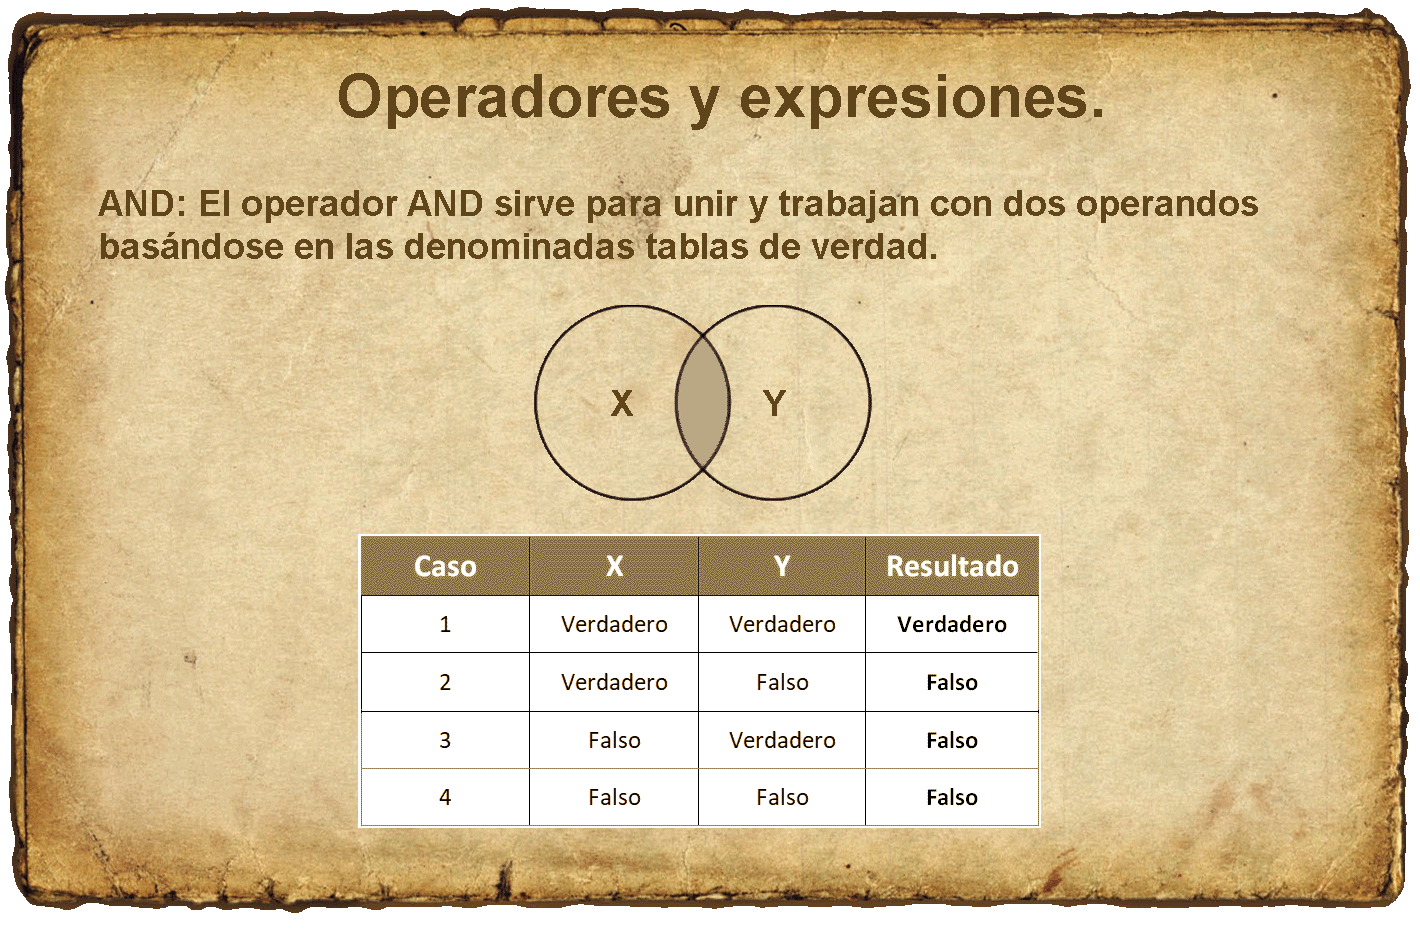 Operadores y expresiones.
AND: El operador AND sirve para unir y trabajan con dos operandos
basándose en las denominadas tablas de verdad.
X Y
Caso X Y Resultado
1 Verdadero Verdadero Verdadero
2 Verdadero Falso Falso
3 Falso Verdadero Falso
4 Falso Falso Falso